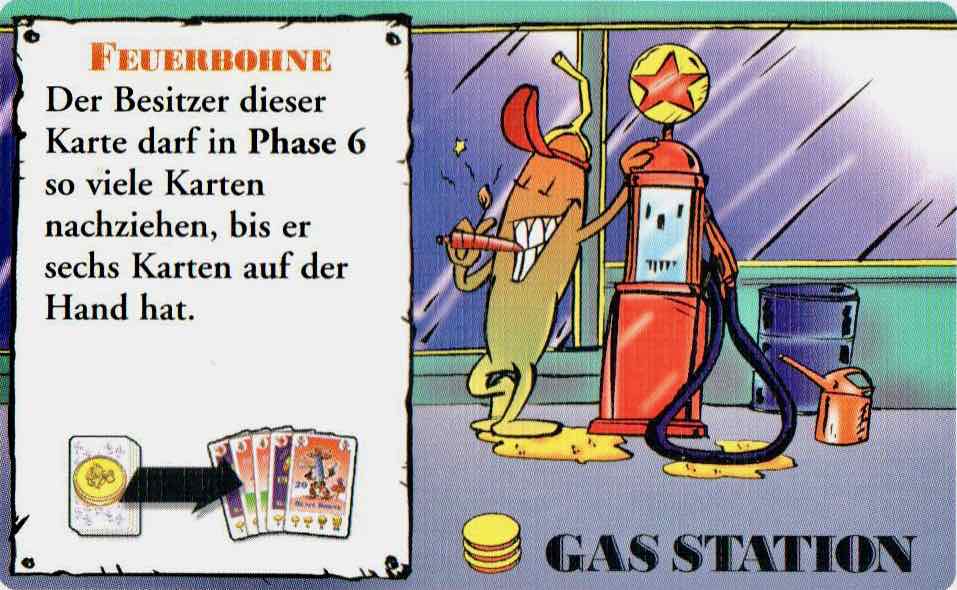 FEUERBOHNE
Der Besitzer dieser
Karte darf in Phase 6
so viele Karten
nachziehen, bis er
sechs Karten auf der
Hand hat.
20
GAS STATION